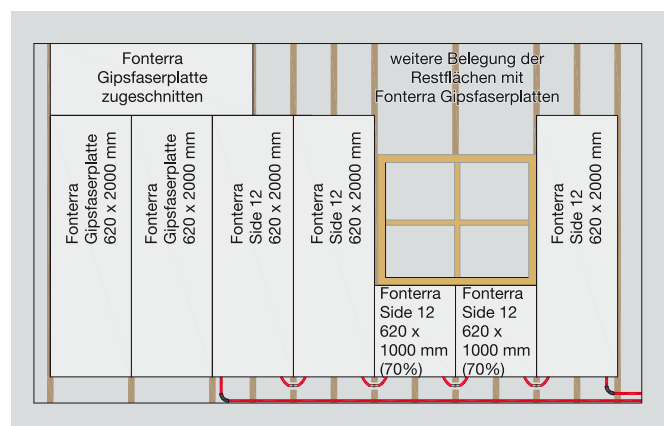 Fonterra
Gipsfaserplatte
zugeschnitten
weitere Belegung der
Restflächen mit
Fonterra Gipsfaserplatten
Fonterra
Gipsfaserplatte
620 x 2000 mm
Fonterra
Gipsfaserplatte
620 x 2000 mm
Fonterra
Side 12
620 x 2000 mm
Fonterra
Side 12
620 x 2000 mm
Fonterra
Side 12
620 x 2000 mm
Fonterra
Side 12
620 x
1000 mm
(70%)
Fonterra
Side 12
620 x
1000 mm
(70%)